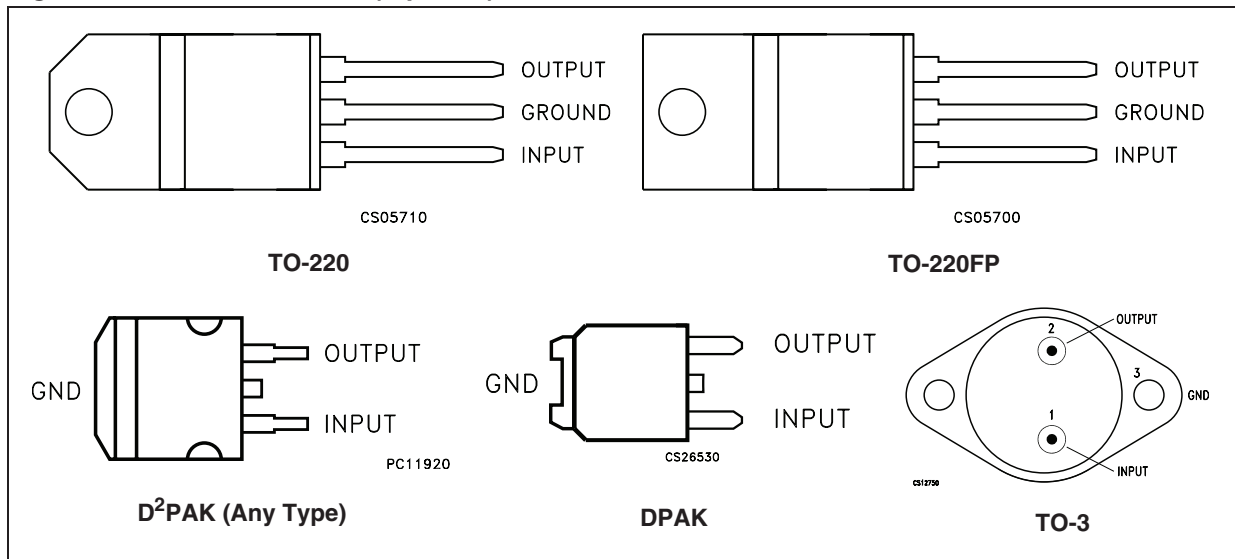 OUTPUT
GROUND
INPUT
CS05710
TO-220
OUTPUT
GROUND
INPUT
CS05700
TO-220FP
GND
OUTPUT
INPUT
PC11920
D²PAK (Any Type)
GND
OUTPUT
INPUT
CS26530
DPAK
2
OUTPUT
3
GND
1
INPUT
CS12750
TO-3